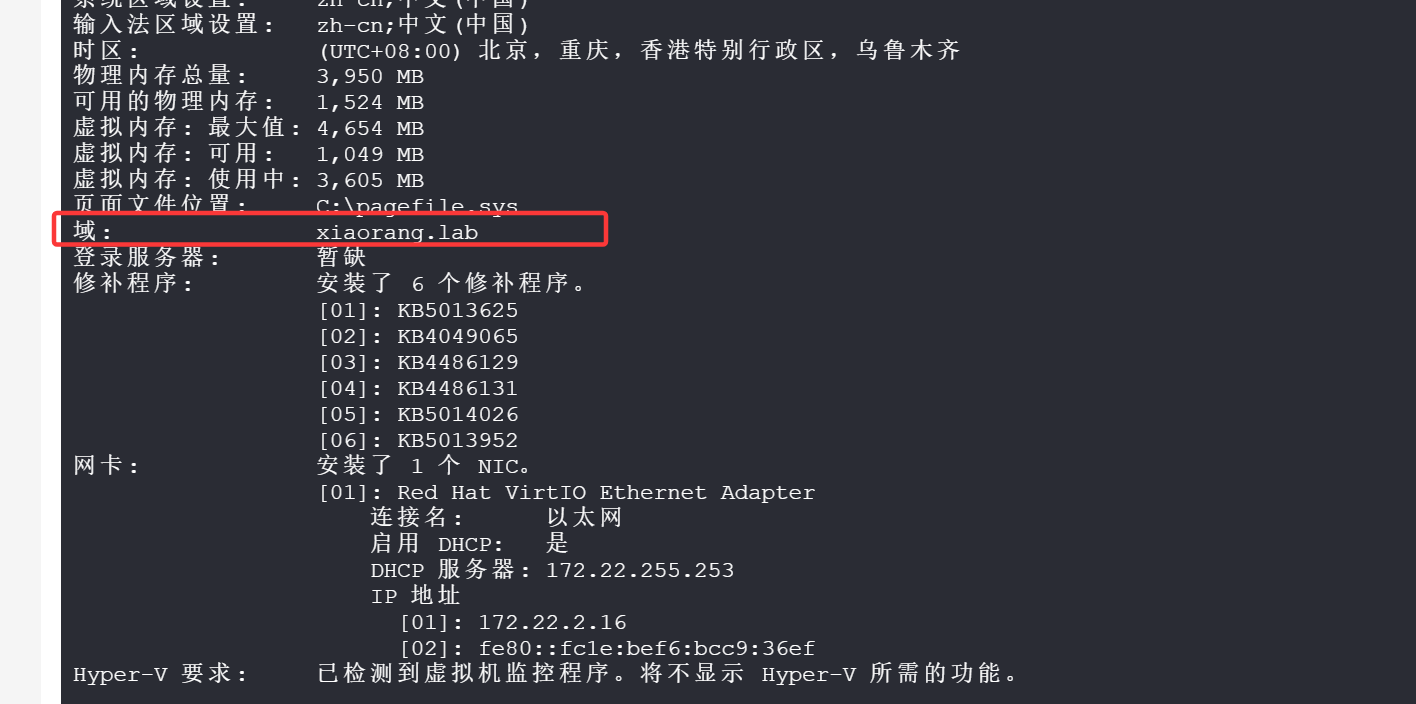 系统区域设置: zh-cn;中文(中国)
输入法区域设置: zh-cn;中文(中国)
时区: (UTC+08:00) 北京，重庆，香港特别行政区，乌鲁木齐
物理内存总量: 3,950 MB
可用的物理内存: 1,524 MB
虚拟内存: 最大值: 4,654 MB
虚拟内存: 可用: 1,049 MB
虚拟内存: 使用中: 3,605 MB
页面文件位置: C:\pagefile.sys
域: xiaorang.lab
登录服务器: 暂缺
修补程序: 安装了 6 个修补程序。
[01]: KB5013625
[02]: KB4049065
[03]: KB4486129
[04]: KB4486131
[05]: KB5014026
[06]: KB5013952
网卡: 安装了 1 个 NIC。
[01]: Red Hat VirtIO Ethernet Adapter
连接名: 以太网
启用 DHCP: 是
DHCP 服务器: 172.22.255.253
IP 地址
[01]: 172.22.2.16
[02]: fe80::fc1e:bef6:bcc9:36ef
Hyper-V 要求: 已检测到虚拟机监控程序。将不显示 Hyper-V 所需的功能。